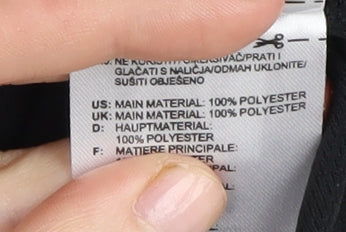 NE KORISTITI OMEKSIVAČ/PRATI I
GLAČATI S NALIČJA/ODMAH UKLONITE/
SUŠITI OBJEŠENO
US: MAIN MATERIAL: 100% POLYESTER
UK: MAIN MATERIAL: 100% POLYESTER
D: HAUPTMATERIAL:
100% POLYESTER
F: MATIERE PRINCIPALE: